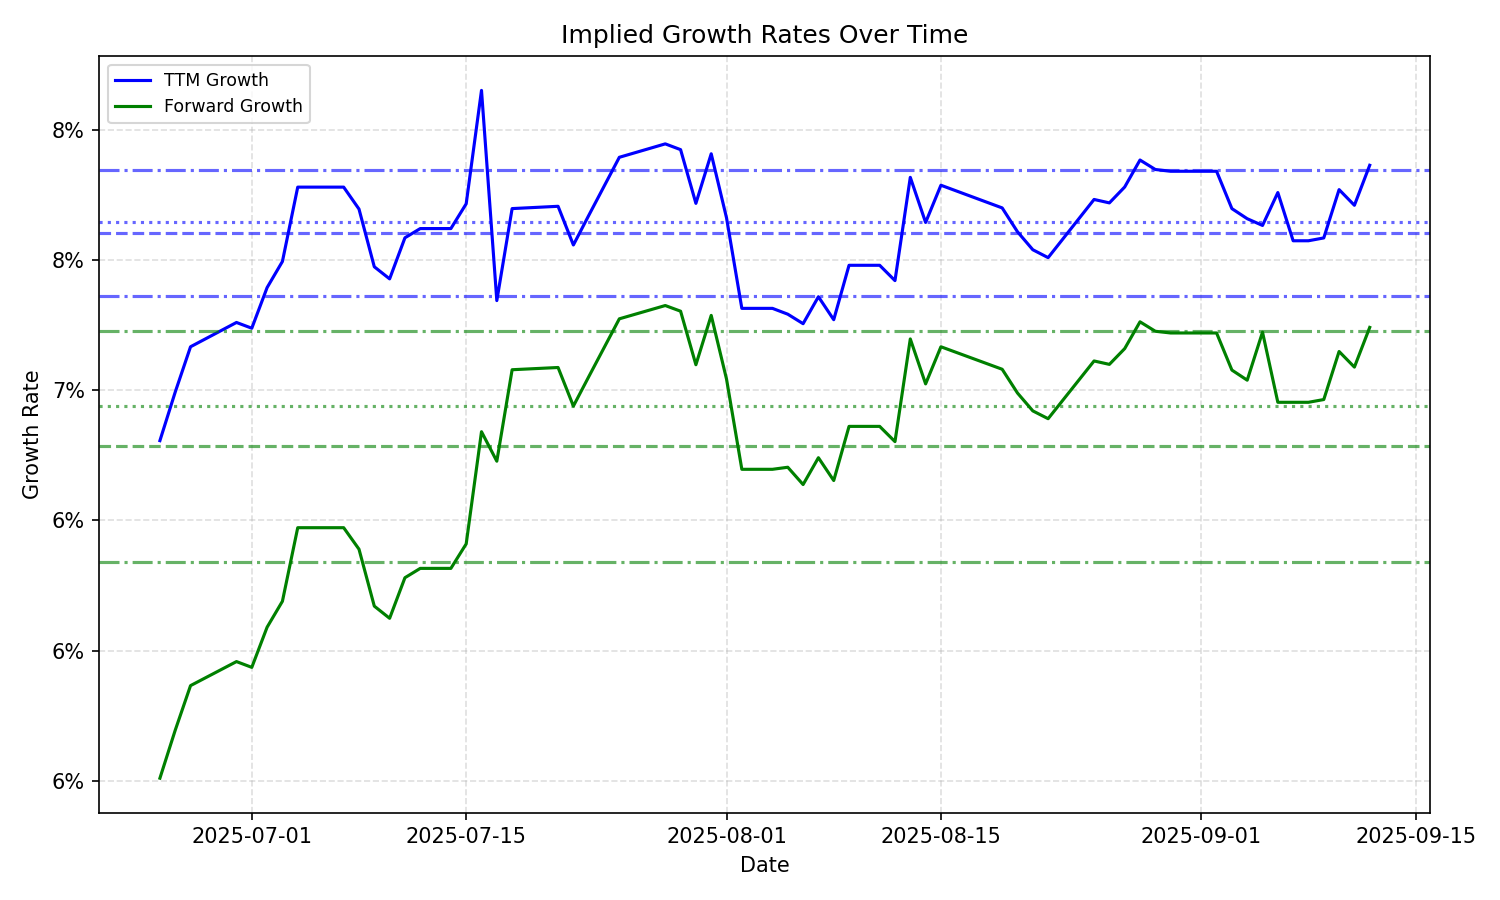 Implied Growth Rates Over Time
TTM Growth
Forward Growth
8%
8%
7%
6%
6%
6%
Growth Rate
2025-07-01
2025-07-15
2025-08-01
2025-08-15
2025-09-01
2025-09-15
Date